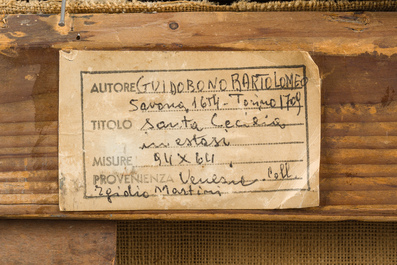 AUTORE GUIDOBONO BARTOLOMEO
Savona, 1654 - Torino 1709
TITOLO Santa Cecilia
in estasi
MISURE 94 X 64
PROVENIENZA Venezia Coll.
Egidio Martini